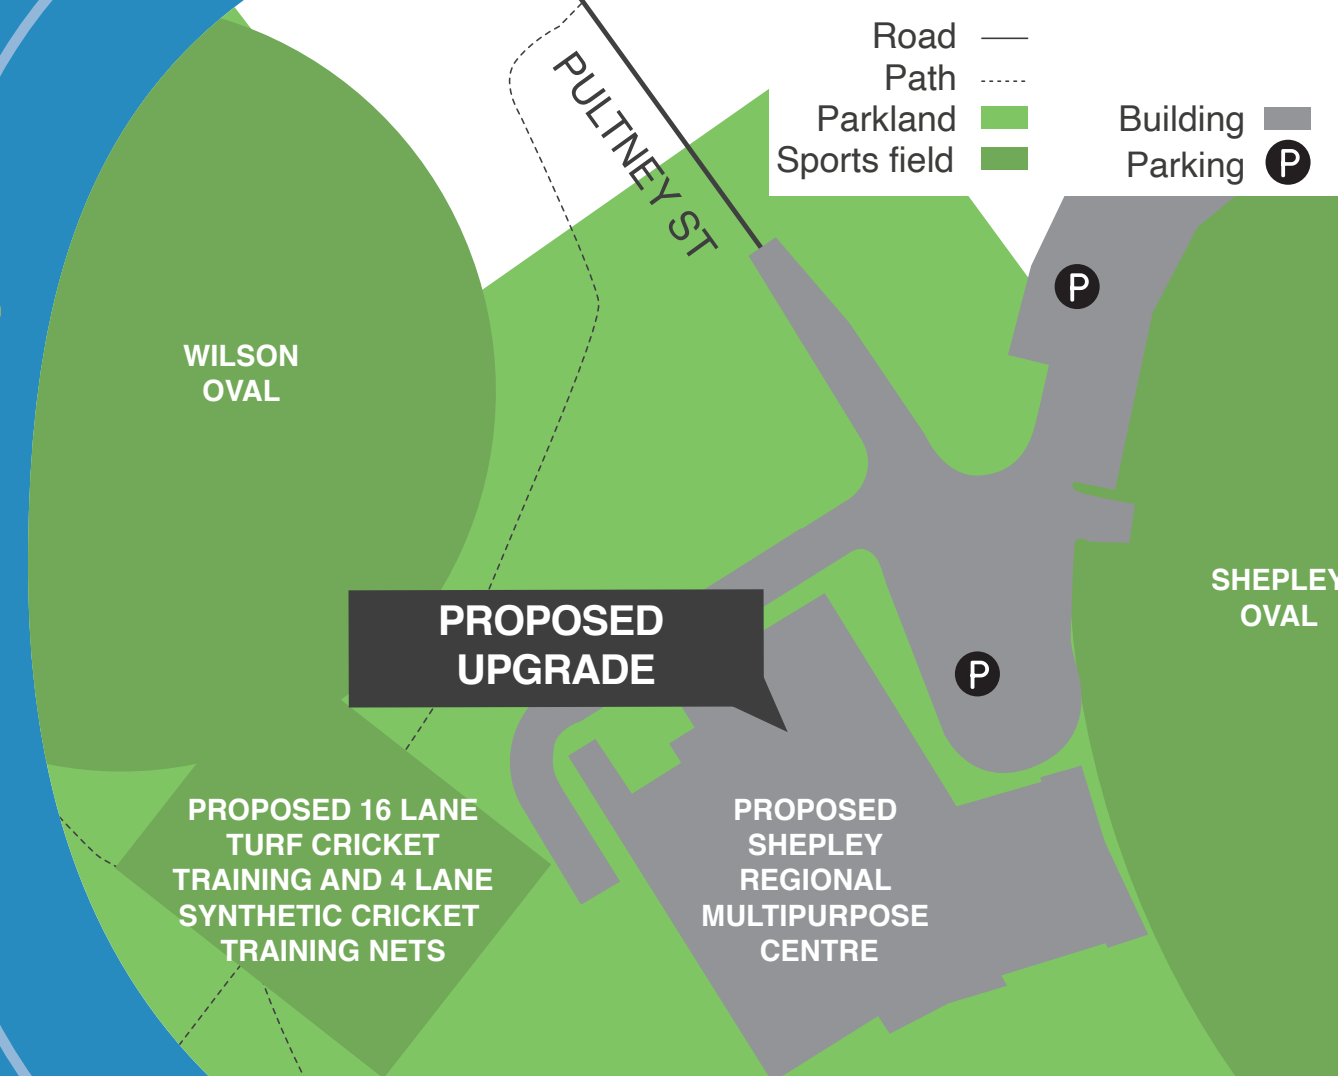 Road
Path
Parkland
Sports field
Building
Parking
P
PULTNEY ST
P
WILSON
OVAL
SHEPLEY
OVAL
PROPOSED
UPGRADE
P
PROPOSED 16 LANE
TURF CRICKET
TRAINING AND 4 LANE
SYNTHETIC CRICKET
TRAINING NETS
PROPOSED
SHEPLEY
REGIONAL
MULTIPURPOSE
CENTRE